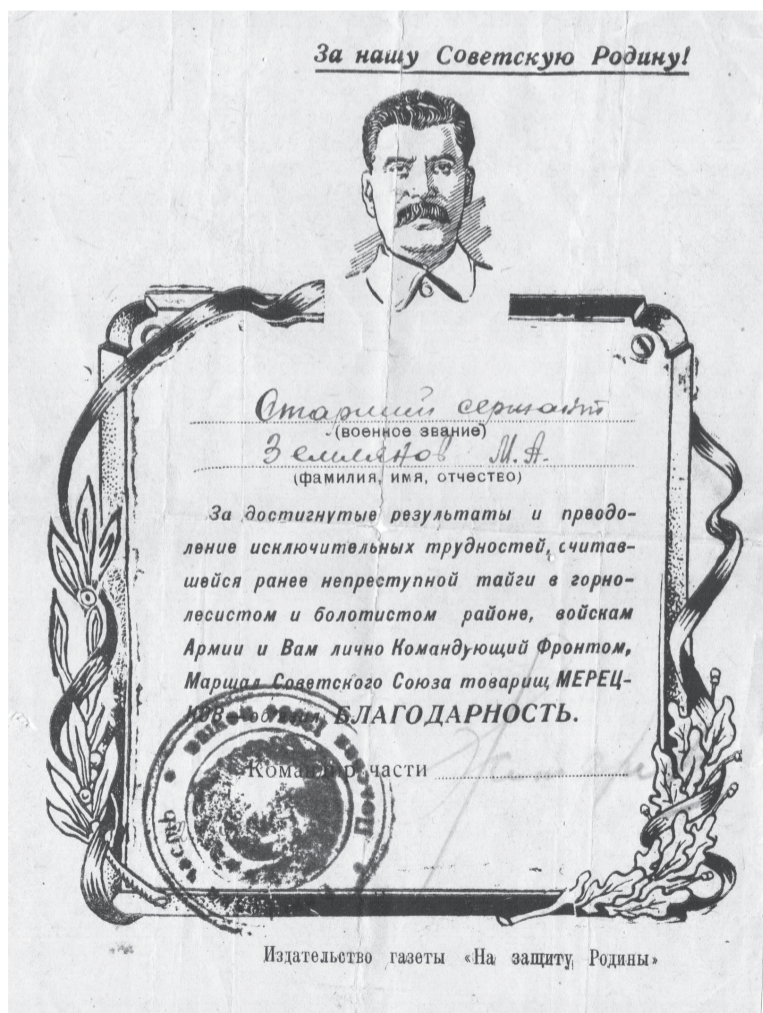 За нашу Советскую Родину!
Старший сержант
(военное звание)
Землянов М.А.
(фамилия, имя, отчество)
За достигнутые результаты и преодо-
ление исключительных трудностей, считав-
шейся ранее непреступной тайги в горно-
лесистом и болотистом районе, войскам
Армии и Вам лично Командующий Фронтом,
Маршал Советского Союза товарищ МЕРЕЦ-
КОВ БЛАГОДАРНОСТЬ.
Командир части
Издательство газеты «На защиту Родины»